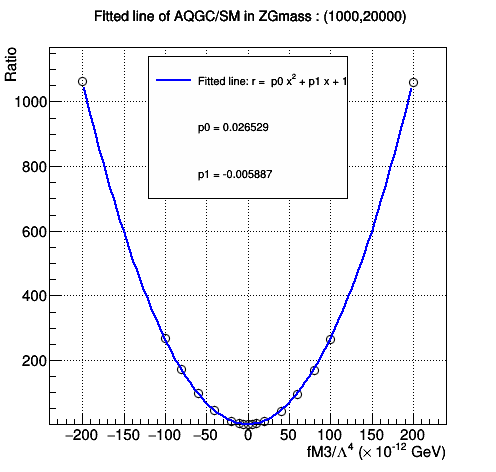 FItted line of AQGC/SM in ZGmass : (1000,20000)
Ratio
Fitted line: r = p0 x² + p1 x + 1
p0 = 0.026529
p1 = -0.005887
1000
800
600
400
200
−200 −150 −100 −50 0 50 100 150 200
fM3/Λ⁴ (× 10⁻¹² GeV)